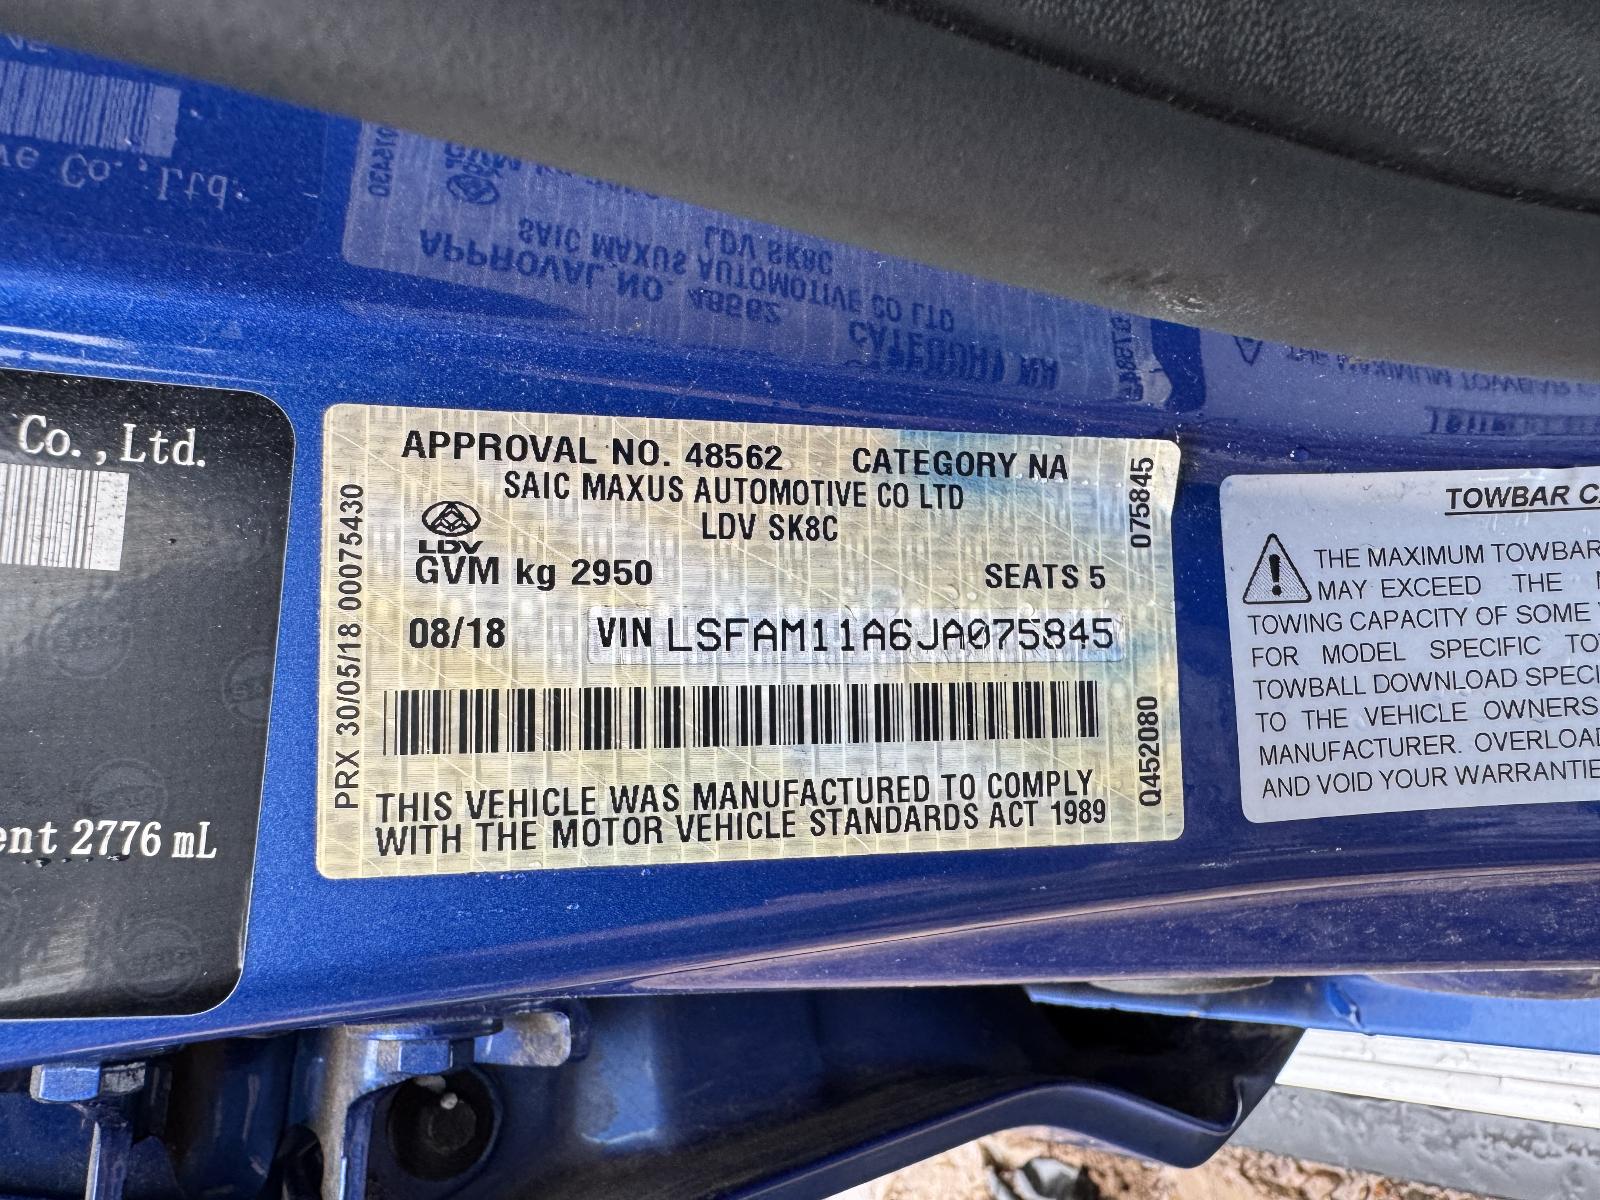 Co.,Ltd.
ent 2776 mL
APPROVAL NO. 48562 CATEGORY NA
SAIC MAXUS AUTOMOTIVE CO LTD
LDV SK8C
LDV
GVM kg 2950 SEATS 5
08/18 VIN LSFAM11A6JA075845
THIS VEHICLE WAS MANUFACTURED TO COMPLY
WITH THE MOTOR VEHICLE STANDARDS ACT 1989
PRX 30/05/18 00075430
075845
Q452080
TOWBAR
THE MAXIMUM TOWBAR
MAY EXCEED THE
TOWING CAPACITY OF SOME
FOR MODEL SPECIFIC
TOWBALL DOWNLOAD
TO THE VEHICLE OWNERS
MANUFACTURER.
AND VOID YOUR